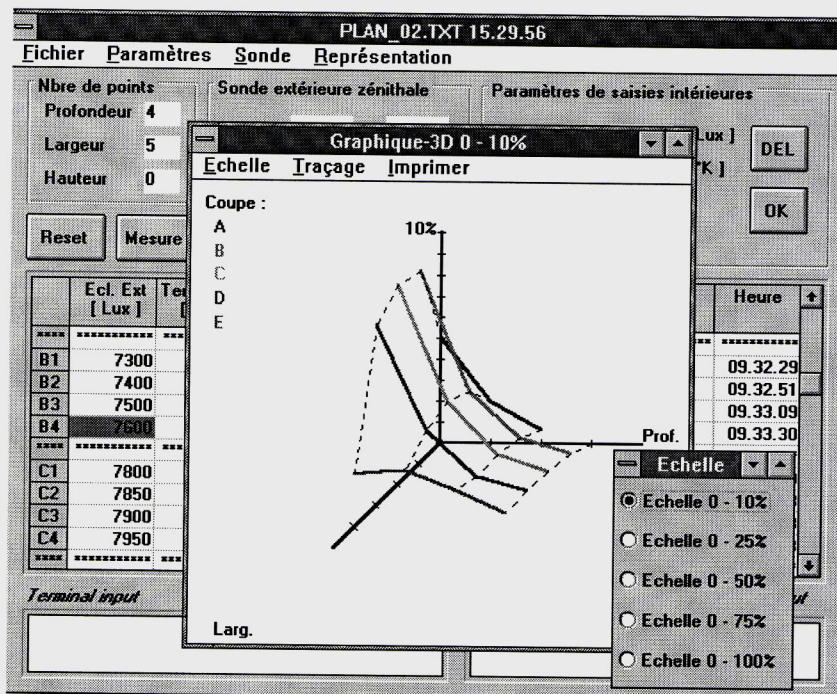 PLAN_02.TXT 15.29.56
Fichier Paramètres Sonde Représentation
Nbre de points
Profondeur 4
Largeur 5
Hauteur 0
Sonde extérieure zénithale
Paramètres de saisies intérieures
Lux ]
°K ]
DEL
OK
Reset
Mesure
Graphique-3D 0 - 10%
Echelle Traçage Imprimer
Coupe :
A
B
C
D
E
10%
Prof.
Larg.
Ecl. Ext
[ Lux ]
Heure
**** ***********
B1 7300 09.32.29
B2 7400 09.32.51
B3 7500 09.33.09
B4 7600 09.33.30
**** ***********
C1 7800
C2 7850
C3 7900
C4 7950
**** ***********
Terminal input
Echelle
Echelle 0 - 10%
Echelle 0 - 25%
Echelle 0 - 50%
Echelle 0 - 75%
Echelle 0 - 100%